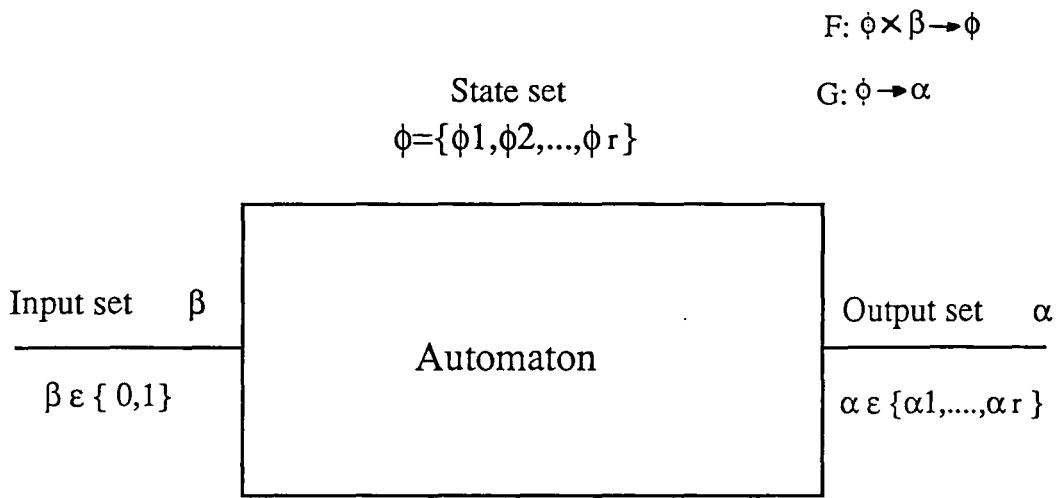 F: ϕ×β→ϕ
G: ϕ→α
State set
ϕ={ϕ1,ϕ2,...,ϕ r}
Input set β
Output set α
Automaton
β ε { 0,1}
α ε {α1,....,α r }